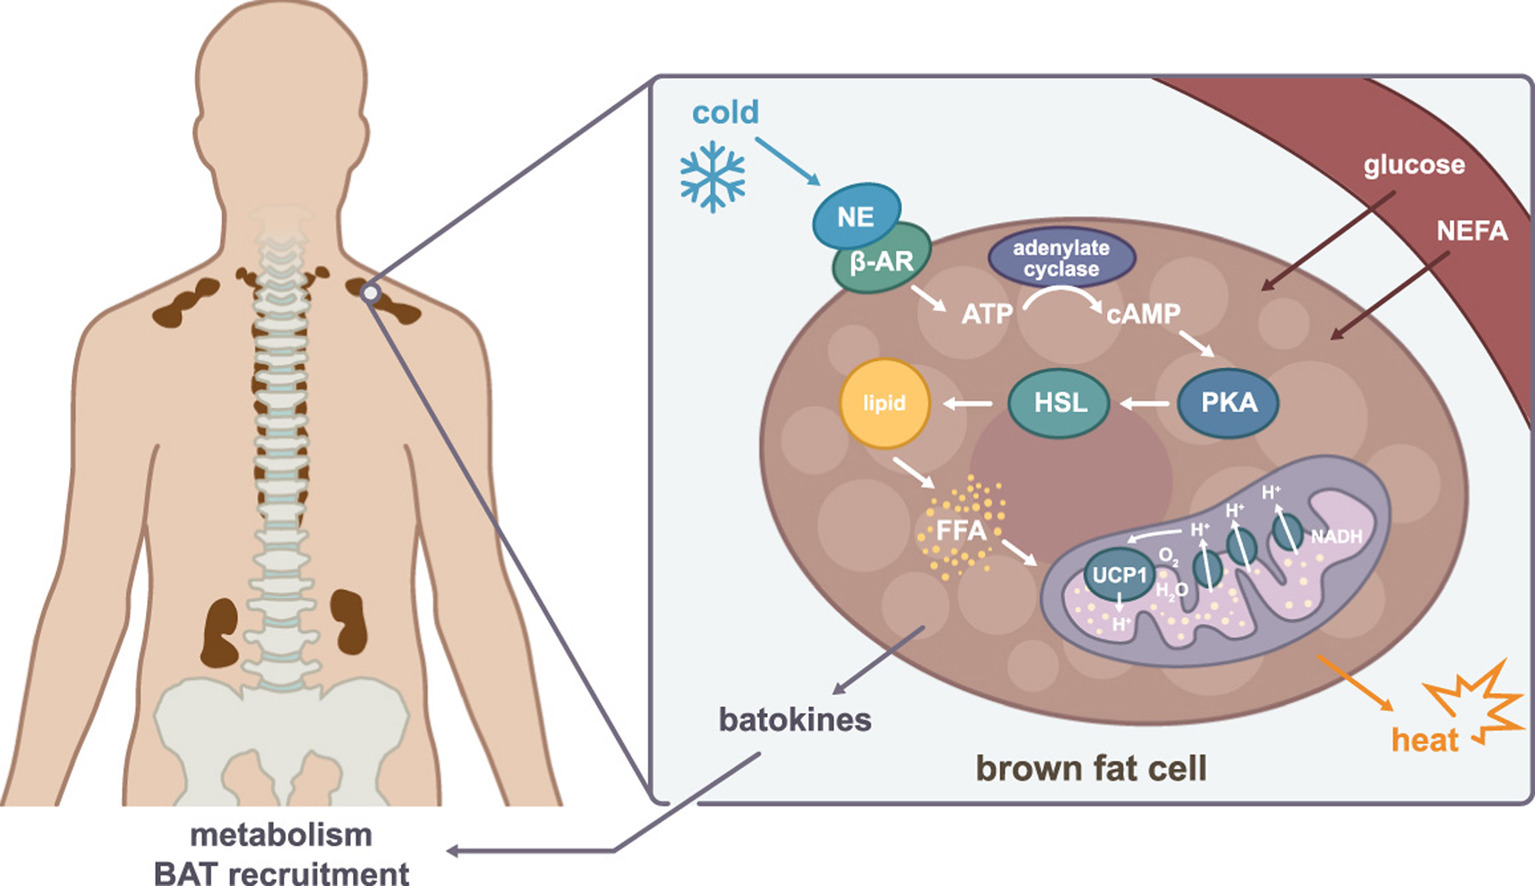 cold
NE
β-AR
adenylate
cyclase
glucose
NEFA
ATP
cAMP
lipid
HSL
PKA
FFA
H⁺
H⁺
H⁺
NADH
UCP1
O₂
H₂O
H⁺
batokines
heat
brown fat cell
metabolism
BAT recruitment